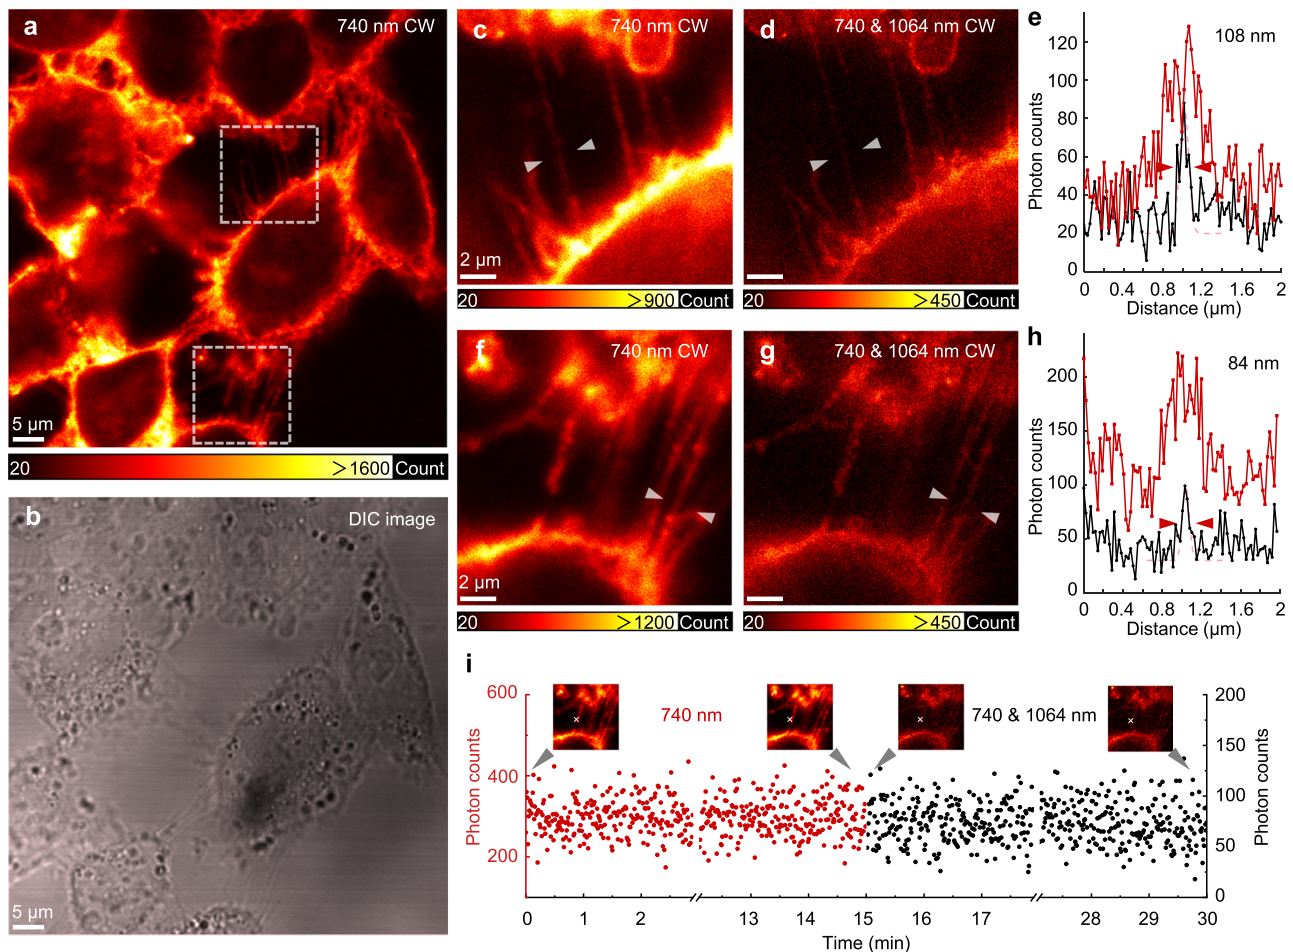 a
740 nm CW
5 µm
20
>1600
Count
b
DIC image
5 µm
c
740 nm CW
2 µm
20
>900
Count
d
740 & 1064 nm CW
20
>450
Count
e
108 nm
Photon counts
120
100
80
60
40
20
0
0 0.4 0.8 1.2 1.6 2
Distance (µm)
f
740 nm CW
2 µm
20
>1200
Count
g
740 & 1064 nm CW
20
>450
Count
h
84 nm
Photon counts
200
150
100
50
0
0 0.4 0.8 1.2 1.6 2
Distance (µm)
i
Photon counts
600
400
200
740 nm
740 & 1064 nm
200
150
100
50
0
Photon counts
0 1 2 13 14 15 16 17 28 29 30
Time (min)